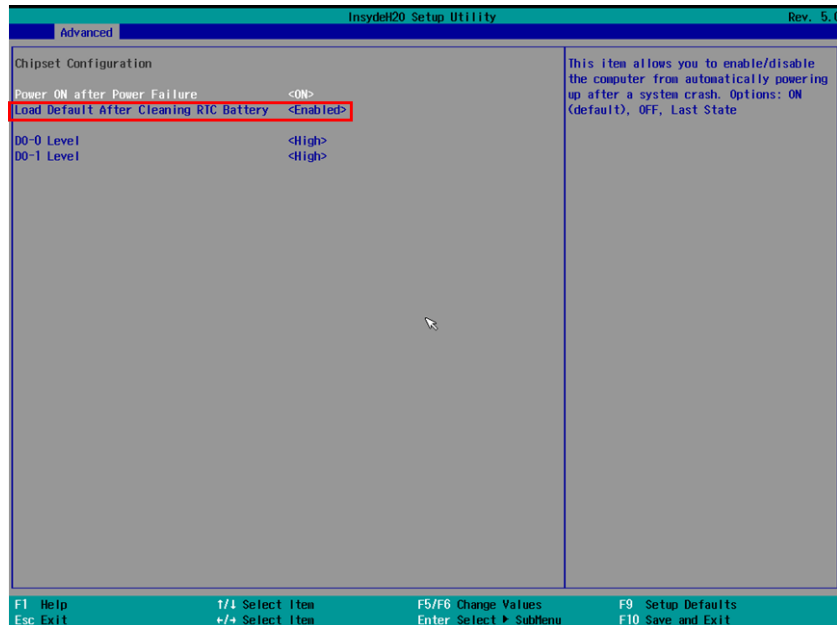 InsydeH20 Setup Utility Rev. 5.0
Advanced
Chipset Configuration
Power ON after Power Failure <ON>
Load Default After Cleaning RTC Battery <Enabled>
DO-0 Level <High>
DO-1 Level <High>
This item allows you to enable/disable
the computer from automatically powering
up after a system crash. Options: ON
(default), OFF, Last State
F1 Help ↑/↓ Select Item F5/F6 Change Values F9 Setup Defaults
Esc Exit ←/→ Select Item Enter Select ▶ SubMenu F10 Save and Exit